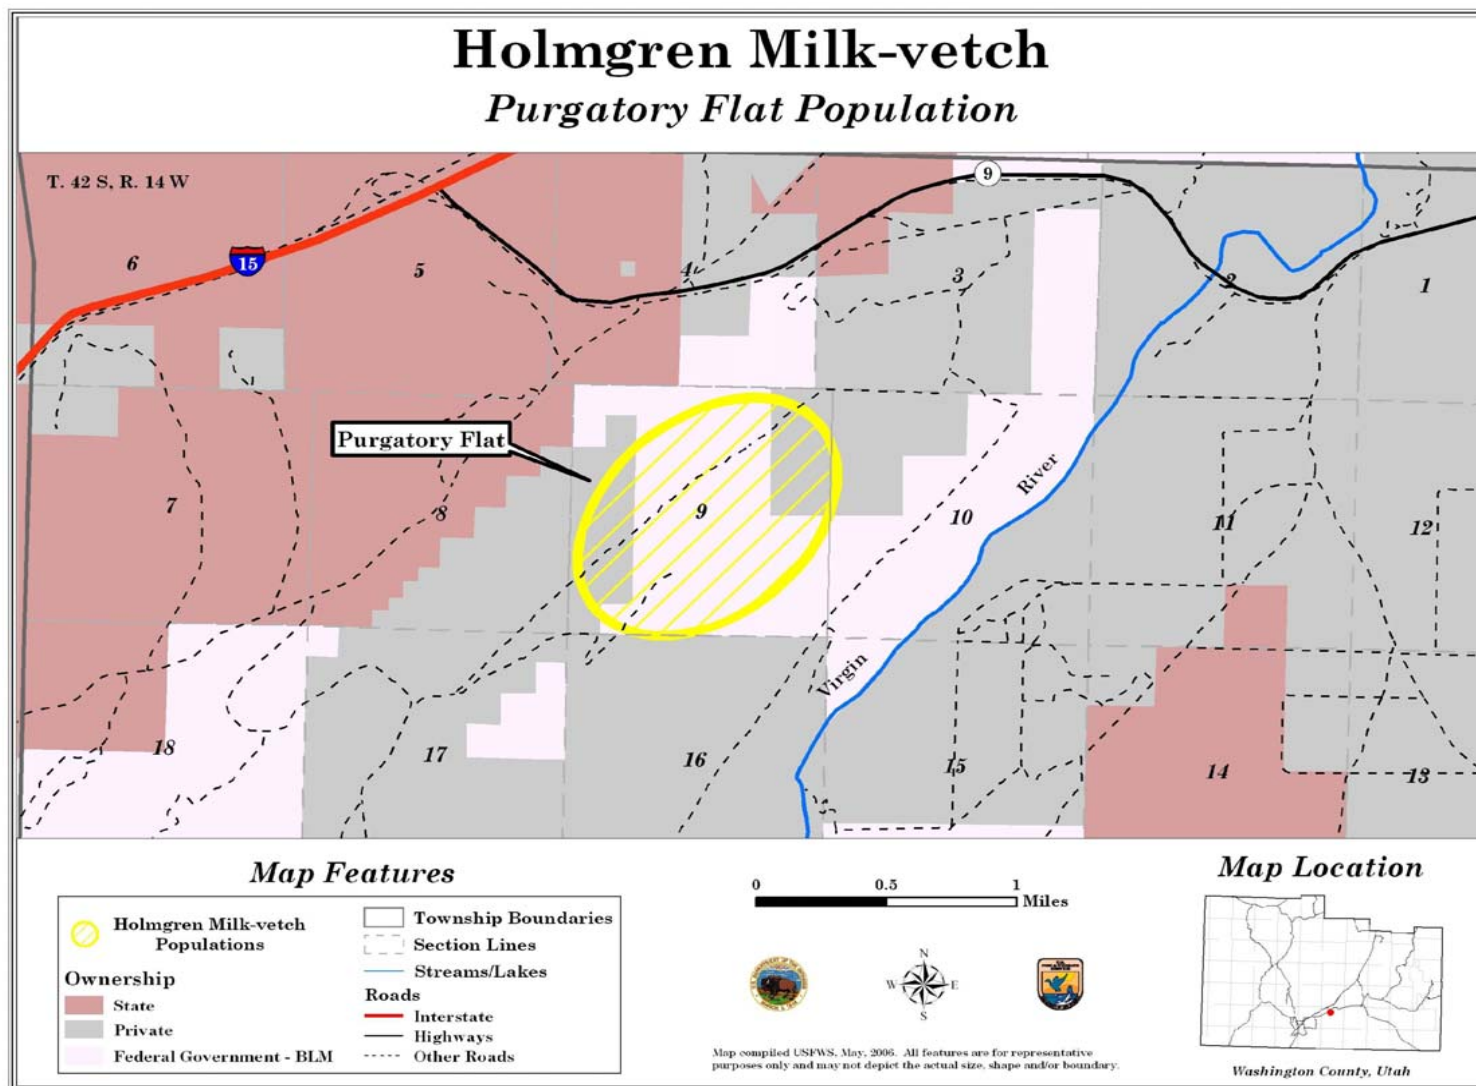 Holmgren Milk-vetch
Purgatory Flat Population
T. 42 S, R. 14 W
9
15
6
5
4
3
2
1
Purgatory Flat
7
8
9
10
11
12
River
Virgin
18
17
16
15
14
13
Map Features
Holmgren Milk-vetch
Populations
Ownership
State
Private
Federal Government - BLM
Township Boundaries
Section Lines
Streams/Lakes
Roads
Interstate
Highways
Other Roads
0 0.5 1
Miles
N
W E
S
Map compiled USFWS, May, 2006. All features are for representative
purposes only and may not depict the actual size, shape and/or boundary.
Map Location
Washington County, Utah